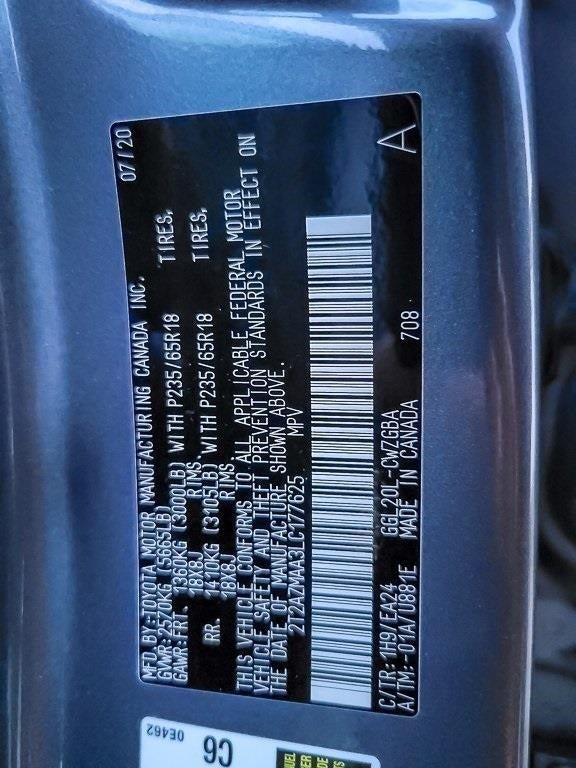 MFD.BY:TOYOTA MOTOR MANUFACTURING CANADA INC. 07/20
GVWR:2570KG (5665LB)
GAWR:FRT. 1360KG (3000LB) WITH P235/65R18 TIRES,
18X8J RIMS
RR. 1410KG (3105LB) WITH P235/65R18 TIRES,
18X8J RIMS
THIS VEHICLE CONFORMS TO ALL APPLICABLE FEDERAL MOTOR
VEHICLE SAFETY AND THEFT PREVENTION STANDARDS IN EFFECT ON
THE DATE OF MANUFACTURE SHOWN ABOVE.
2T2AZMAA3LC177625 MPV
C/TR:1H9/LEA24 GGL20L-CWZGBA
A/TM:-01A/U881E MADE IN CANADA 708 A
0E462
C6